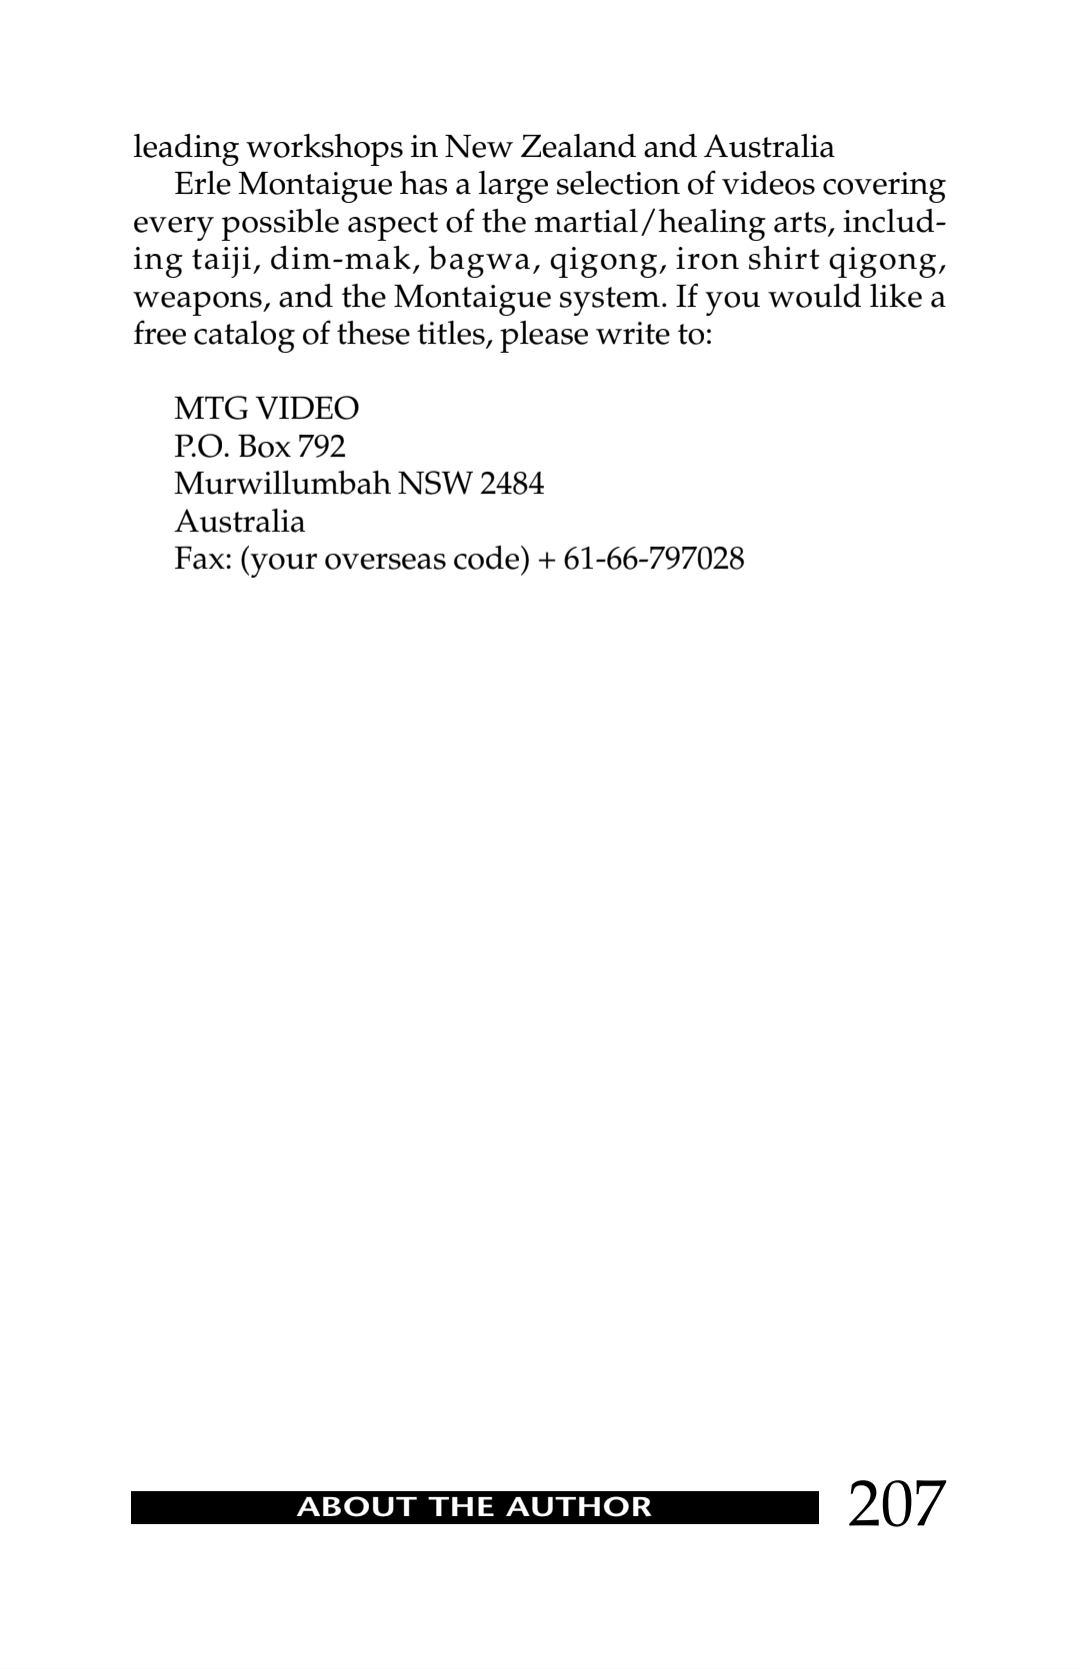 leading workshops in New Zealand and Australia
Erle Montaigue has a large selection of videos covering
every possible aspect of the martial/healing arts, includ-
ing taiji, dim-mak, bagwa, qigong, iron shirt qigong,
weapons, and the Montaigue system. If you would like a
free catalog of these titles, please write to:
MTG VIDEO
P.O. Box 792
Murwillumbah NSW 2484
Australia
Fax: (your overseas code) + 61-66-797028
ABOUT THE AUTHOR 207